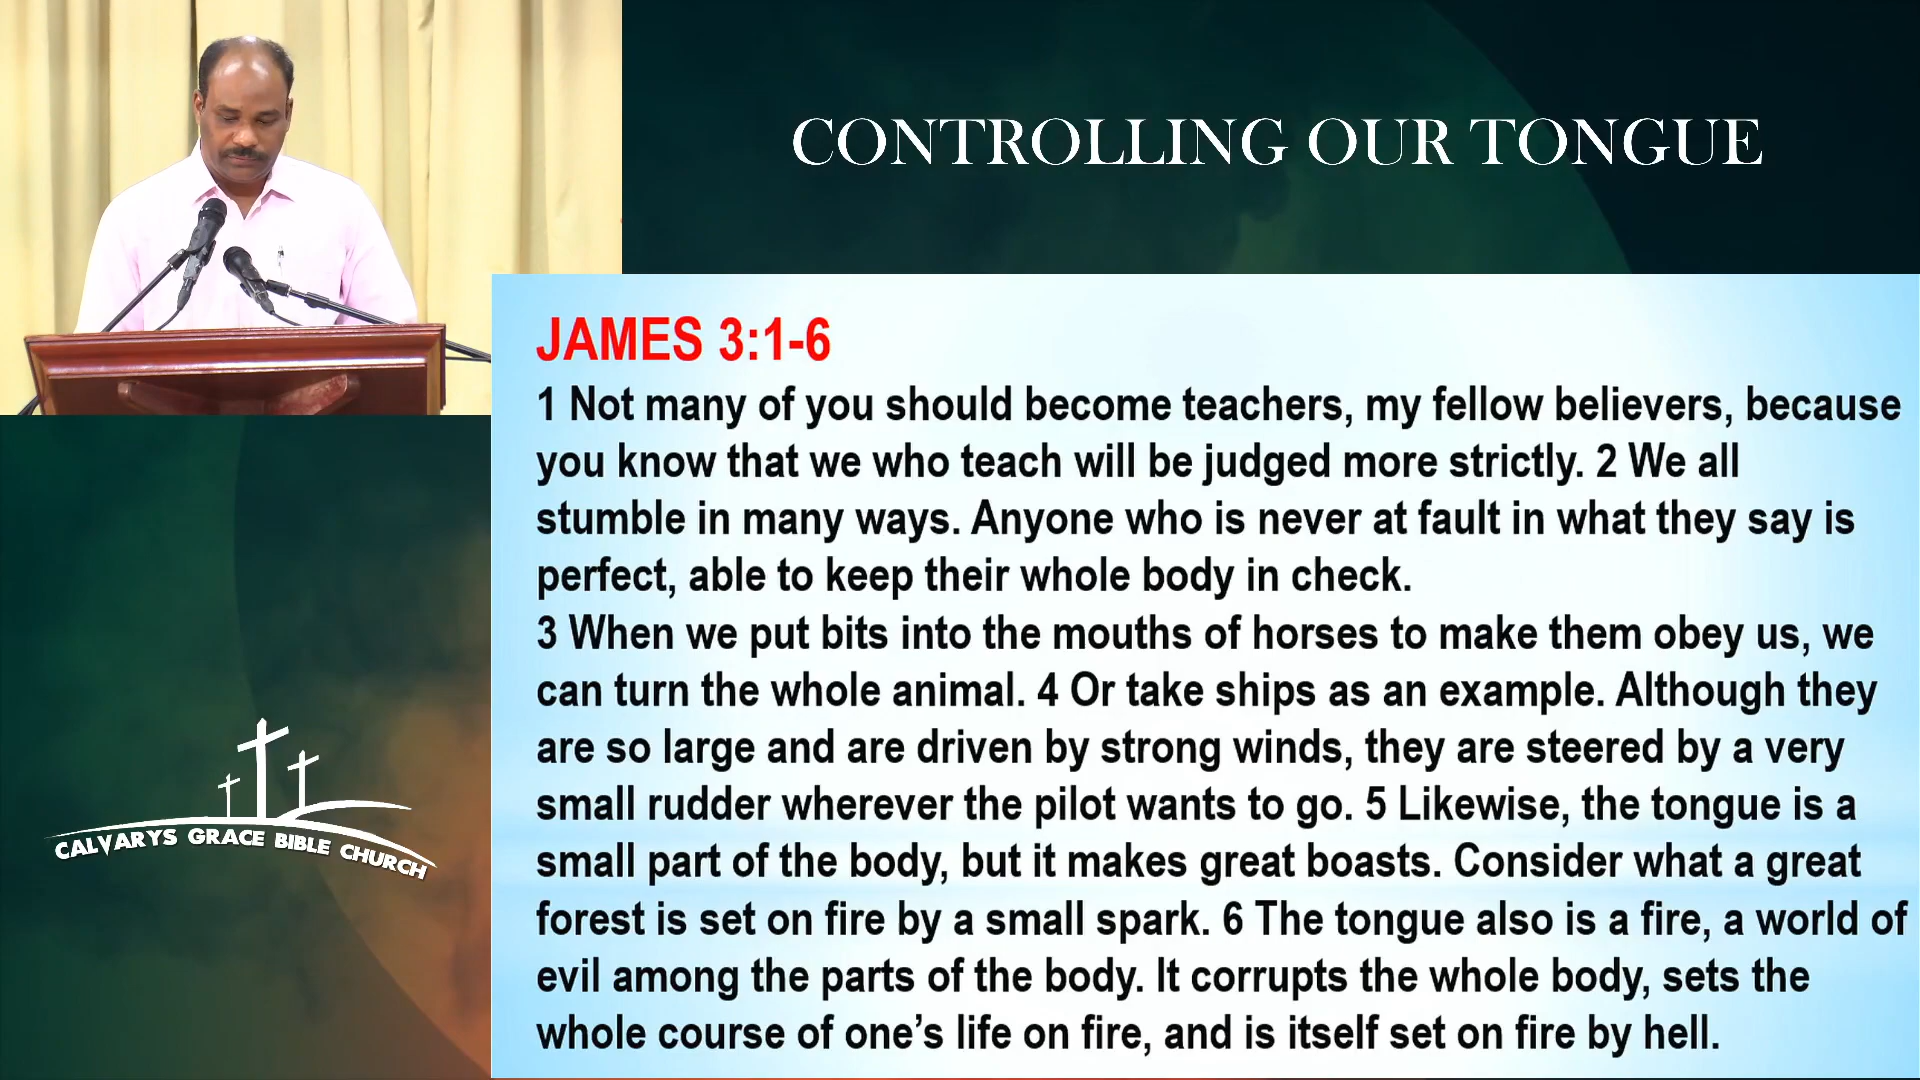 CONTROLLING OUR TONGUE
JAMES 3:1-6
1 Not many of you should become teachers, my fellow believers, because
you know that we who teach will be judged more strictly. 2 We all
stumble in many ways. Anyone who is never at fault in what they say is
perfect, able to keep their whole body in check.
3 When we put bits into the mouths of horses to make them obey us, we
can turn the whole animal. 4 Or take ships as an example. Although they
are so large and are driven by strong winds, they are steered by a very
small rudder wherever the pilot wants to go. 5 Likewise, the tongue is a
small part of the body, but it makes great boasts. Consider what a great
forest is set on fire by a small spark. 6 The tongue also is a fire, a world of
evil among the parts of the body. It corrupts the whole body, sets the
whole course of one’s life on fire, and is itself set on fire by hell.
CALVARYS GRACE BIBLE CHURCH